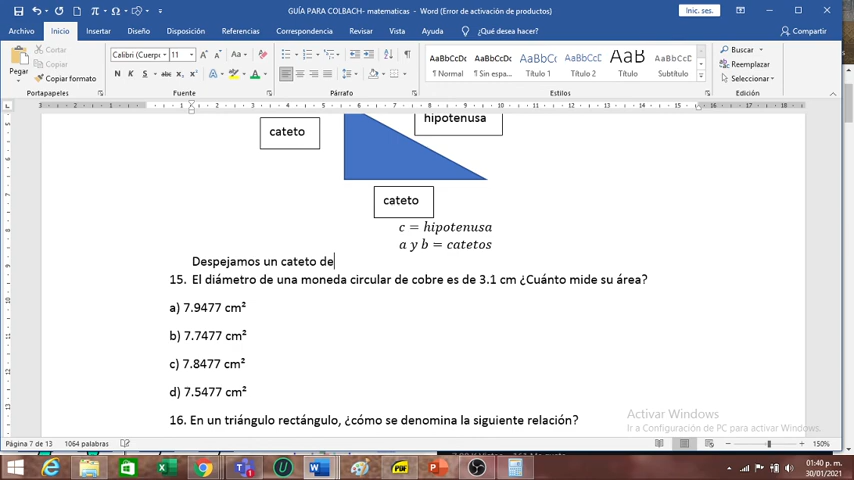 GUÍA PARA COLBACH- matematicas - Word (Error de activación de productos)
Inic. ses.
Archivo Inicio Insertar Diseño Disposición Referencias Correspondencia Revisar Vista Ayuda ¿Qué desea hacer? Compartir
Pegar
Cortar
Copiar
Copiar formato
Calibri (Cuerp 11
Aa
N K S abc x₂ x²
AaBbCcDc AaBbCcDc AaBbCc AaBbCcC AaB AaBbCcC
¶ Normal ¶ Sin espa... Título 1 Título 2 Título Subtítulo
Buscar
Reemplazar
Seleccionar
Portapapeles Fuente Párrafo Estilos Edición
hipotenusa
cateto
cateto
c = hipotenusa
a y b = catetos
Despejamos un cateto de
15. El diámetro de una moneda circular de cobre es de 3.1 cm ¿Cuánto mide su área?
a) 7.9477 cm²
b) 7.7477 cm²
c) 7.8477 cm²
d) 7.5477 cm²
16. En un triángulo rectángulo, ¿cómo se denomina la siguiente relación?
Activar Windows
Ir a Configuración de PC para activar Windows.
Página 7 de 13 1064 palabras
150%
01:40 p. m.
30/01/2021